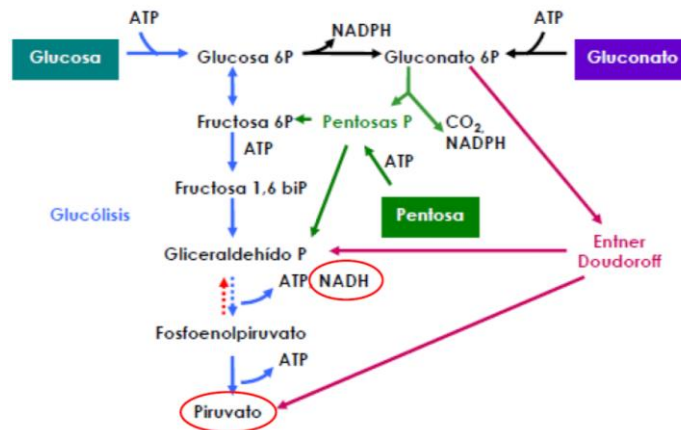 ATP
NADPH
ATP
Glucosa
Glucosa 6P
Gluconato 6P
Gluconato
Fructosa 6P
Pentosas P
CO₂,
NADPH
ATP
ATP
Fructosa 1,6 biP
Glucólisis
Pentosa
Gliceraldehído P
Entner
Doudoroff
ATP NADH
Fosfoenolpiruvato
ATP
Piruvato